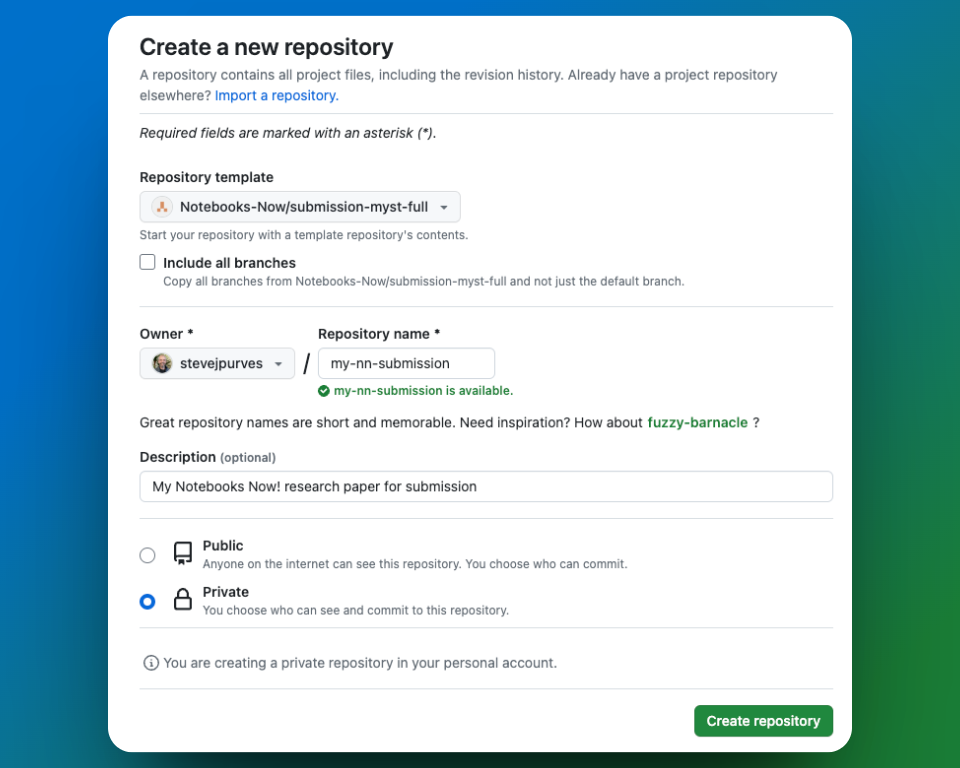 Create a new repository
A repository contains all project files, including the revision history. Already have a project repository
elsewhere? Import a repository.
Required fields are marked with an asterisk (*).
Repository template
Notebooks-Now/submission-myst-full
Start your repository with a template repository's contents.
Include all branches
Copy all branches from Notebooks-Now/submission-myst-full and not just the default branch.
Owner * Repository name *
stevejpurves / my-nn-submission
my-nn-submission is available.
Great repository names are short and memorable. Need inspiration? How about fuzzy-barnacle ?
Description (optional)
My Notebooks Now! research paper for submission
Public
Anyone on the internet can see this repository. You choose who can commit.
Private
You choose who can see and commit to this repository.
You are creating a private repository in your personal account.
Create repository